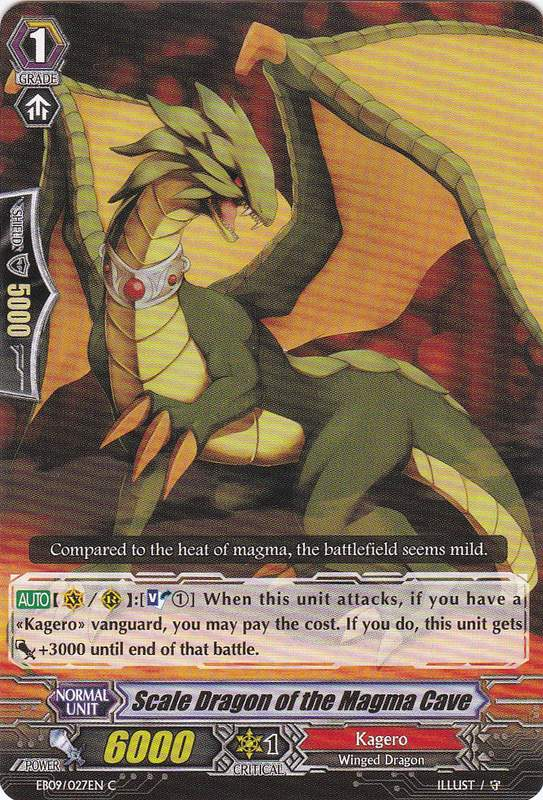 1
GRADE
SHIELD
5000
Compared to the heat of magma, the battlefield seems mild.
AUTO [ V / R ]:[ V ①] When this unit attacks, if you have a
«Kagero» vanguard, you may pay the cost. If you do, this unit gets
+3000 until end of that battle.
NORMAL
UNIT
Scale Dragon of the Magma Cave
POWER
6000
1
CRITICAL
Kagero
Winged Dragon
EB09/027EN C
ILLUST /